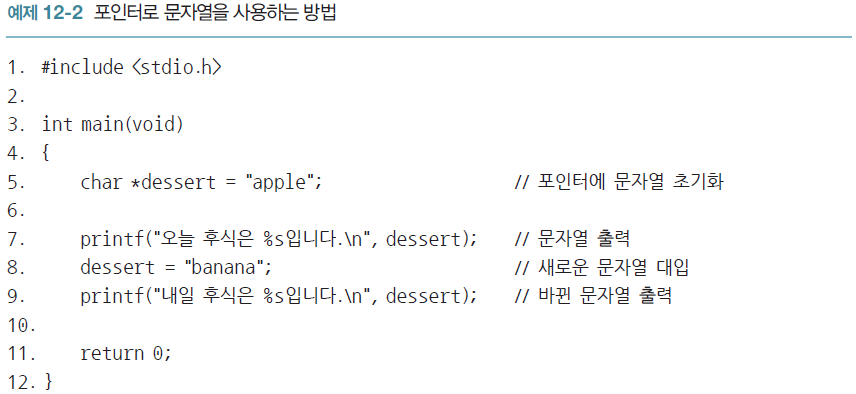 예제 12-2 포인터로 문자열을 사용하는 방법
1. #include <stdio.h>
2.
3. int main(void)
4. {
5. char *dessert = "apple"; // 포인터에 문자열 초기화
6.
7. printf("오늘 후식은 %s입니다.\n", dessert); // 문자열 출력
8. dessert = "banana"; // 새로운 문자열 대입
9. printf("내일 후식은 %s입니다.\n", dessert); // 바뀐 문자열 출력
10.
11. return 0;
12. }